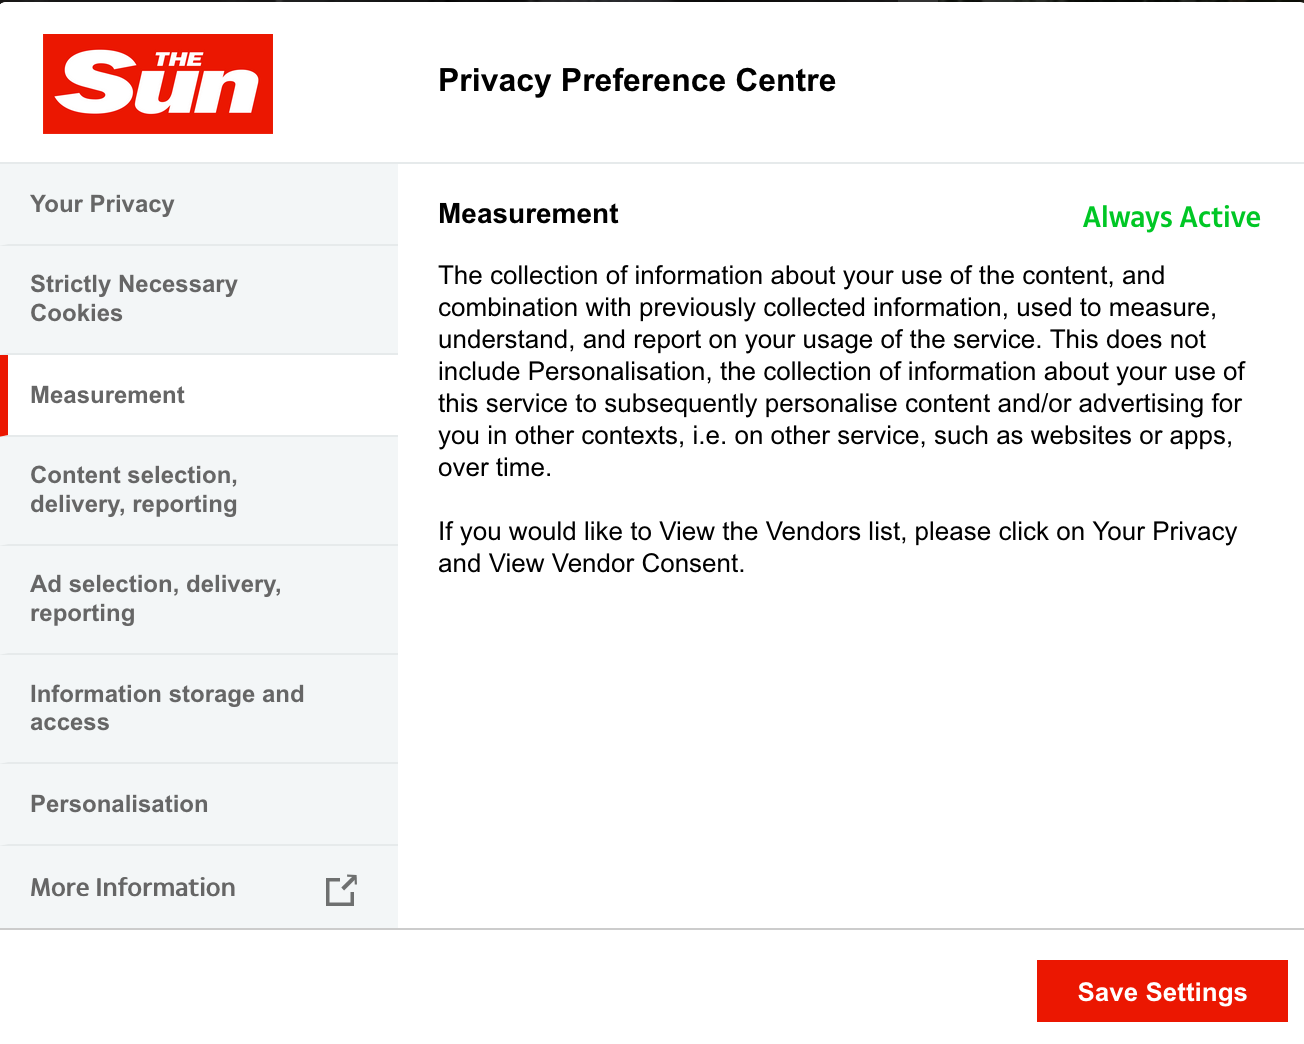 THE
Sun
Privacy Preference Centre
Your Privacy
Strictly Necessary
Cookies
Measurement
Content selection,
delivery, reporting
Ad selection, delivery,
reporting
Information storage and
access
Personalisation
More Information
Measurement
Always Active
The collection of information about your use of the content, and
combination with previously collected information, used to measure,
understand, and report on your usage of the service. This does not
include Personalisation, the collection of information about your use of
this service to subsequently personalise content and/or advertising for
you in other contexts, i.e. on other service, such as websites or apps,
over time.
If you would like to View the Vendors list, please click on Your Privacy
and View Vendor Consent.
Save Settings